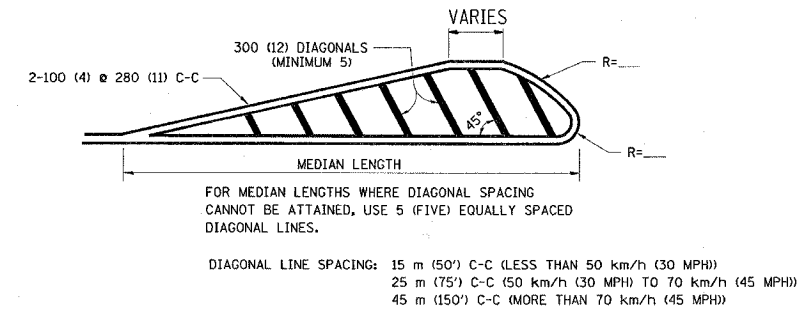 VARIES
300 (12) DIAGONALS
(MINIMUM 5)
R=__
2-100 (4) @ 280 (11) C-C
45°
R=__
MEDIAN LENGTH
FOR MEDIAN LENGTHS WHERE DIAGONAL SPACING
CANNOT BE ATTAINED, USE 5 (FIVE) EQUALLY SPACED
DIAGONAL LINES.
DIAGONAL LINE SPACING: 15 m (50') C-C (LESS THAN 50 km/h (30 MPH))
25 m (75') C-C (50 km/h (30 MPH) TO 70 km/h (45 MPH))
45 m (150') C-C (MORE THAN 70 km/h (45 MPH))